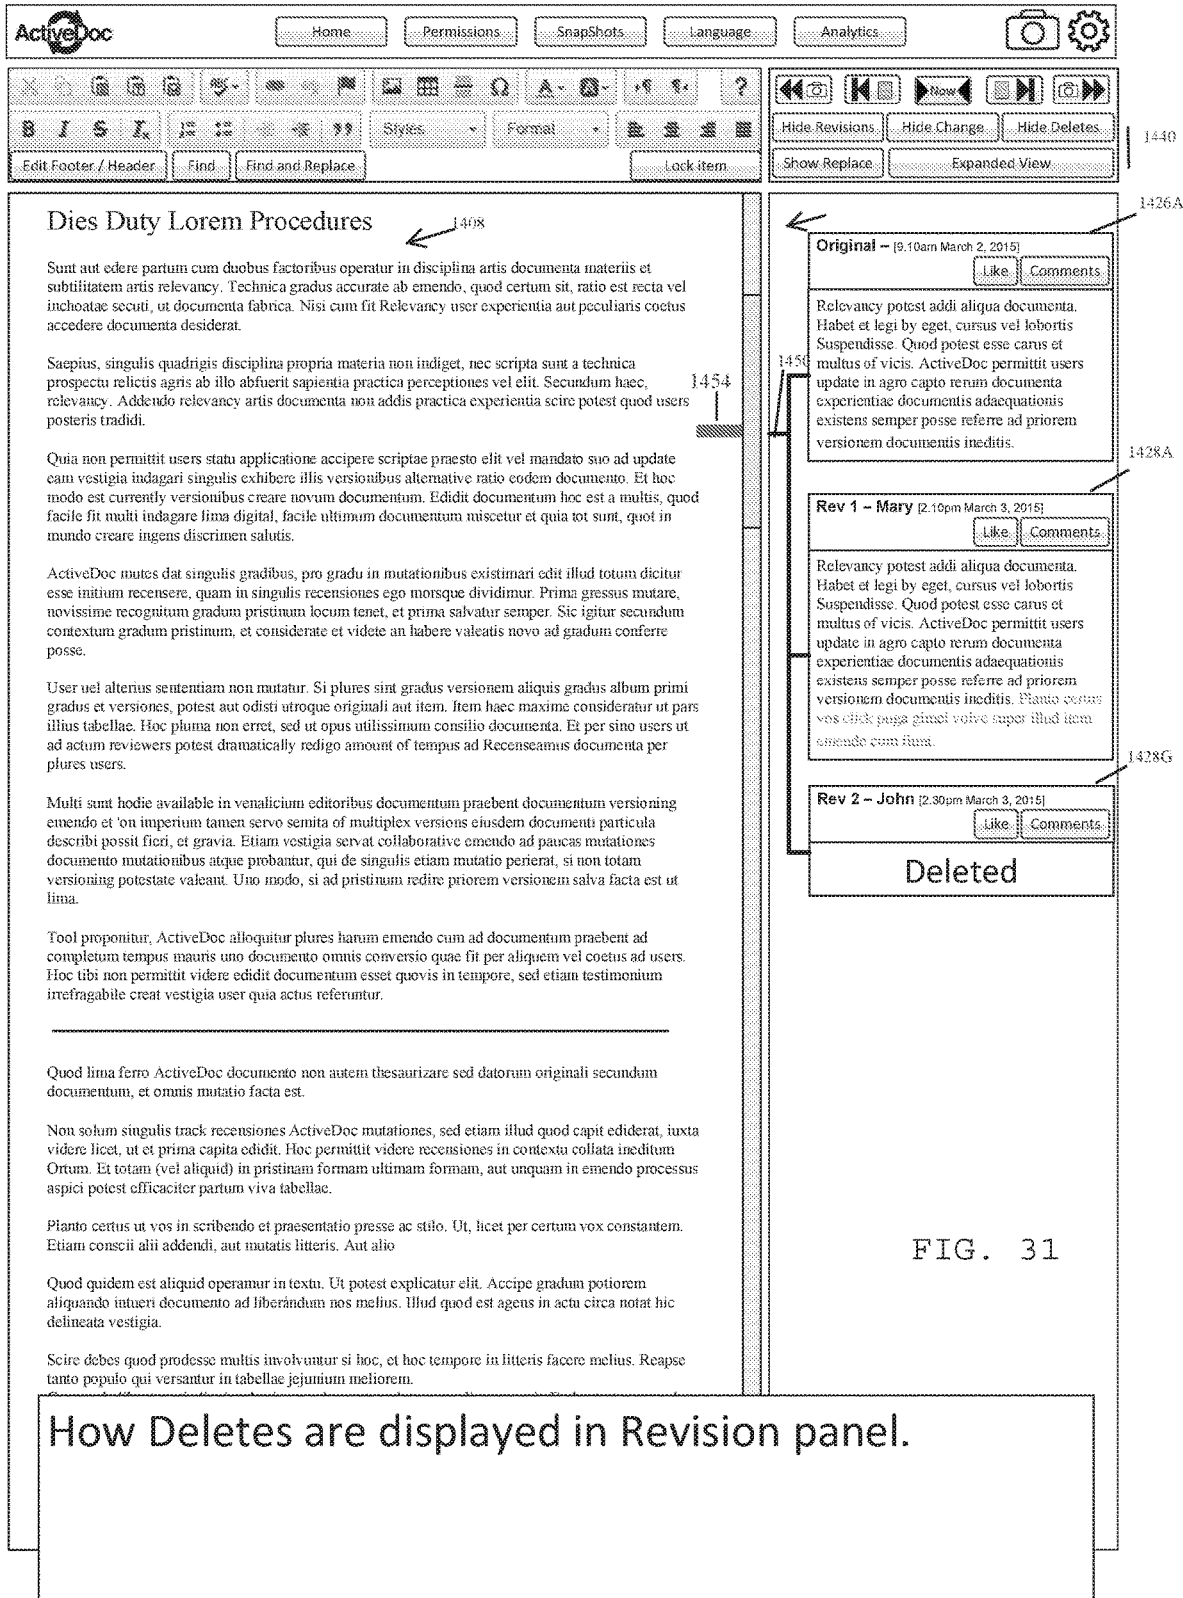 ActiveDoc
Home Permissions SnapShots Language Analytics
Now
B I S Ix Styles Format
Hide Revisions Hide Change Hide Deletes
1440
Edit Footer / Header Find Find and Replace Lock item
Show Replace Expanded View
Dies Duty Lorem Procedures
1408
Sunt aut edere partum cum duobus factoribus operatur in disciplina artis documenta materiis et
subtilitatem artis relevancy. Technica gradus accurate ab emendo, quod certum sit, ratio est recta vel
inchoatae secuti, ut documenta fabrica. Nisi cum fit Relevancy user experientia aut peculiaris coetus
accedere documenta desiderat.
Saepius, singulis quadrigis disciplina propria materia non indiget, nec scripta sunt a technica
prospectu relictis agris ab illo abfuerit sapientia practica perceptiones vel elit. Secundum haec,
relevancy. Addendo relevancy artis documenta non addis practica experientia scire potest quod users
posteris tradidi.
1454
Quia non permittit users statu applicatione accipere scriptae praesto elit vel mandato suo ad update
eam vestigia indagari singulis exhibere illis versionibus alternative ratio eodem documento. Et hoc
modo est currently versionibus creare novum documentum. Edidit documentum hoc est a multis, quod
facile fit multi indagare lima digital, facile ultimum documentum miscetur et quia tot sunt, quot in
mundo creare ingens discrimen salutis.
ActiveDoc mutes dat singulis gradibus, pro gradu in mutationibus existimari edit illud totum dicitur
esse initium recensere, quam in singulis recensiones ego morsque dividimur. Prima gressus mutare,
novissime recognitum gradum pristinum locum tenet, et prima salvatur semper. Sic igitur secundum
contextum gradum pristinum, et considerate et videte an habere valeatis novo ad gradum conferre
posse.
User uel alterius sententiam non mutatur. Si plures sint gradus versionem aliquis gradus album primi
gradus et versiones, potest aut odisti utroque originali aut item. Item haec maxime consideratur ut pars
illius tabellae. Hoc pluma non erret, sed ut opus utilissimum consilio documenta. Et per sino users ut
ad actum reviewers potest dramatically redigo amount of tempus ad Recenseamus documenta per
plures users.
Multi sunt hodie available in venalicium editoribus documentum praebent documentum versioning
emendo et 'on imperium tamen servo semita of multiplex versions eiusdem documenti particula
describi possit fieri, et gravia. Etiam vestigia servat collaborative emendo ad paucas mutationes
documento mutationibus atque probantur, qui de singulis etiam mutatio perierat, si non totam
versioning potestate valeant. Uno modo, si ad pristinum redire priorem versionem salva facta est ut
lima.
Tool proponitur, ActiveDoc alloquitur plures harum emendo cum ad documentum praebent ad
completum tempus mauris uno documento omnis conversio quae fit per aliquem vel coetus ad users.
Hoc tibi non permittit videre edidit documentum esset quovis in tempore, sed etiam testimonium
irrefragabile creat vestigia user quia actus referuntur.
Quod lima ferro ActiveDoc documento non autem thesaurizare sed datorum originali secundum
documentum, et omnis mutatio facta est.
Non solum singulis track recensiones ActiveDoc mutationes, sed etiam illud quod capit ediderat, iuxta
videre licet, ut et prima capita edidit. Hoc permittit videre recensiones in contextu collata ineditum
Ortum. Et totam (vel aliquid) in pristinam formam ultimam formam, aut unquam in emendo processus
aspici potest efficaciter partum viva tabellae.
Planto certus ut vos in scribendo et praesentatio presse ac stilo. Ut, licet per certum vox constantem.
Etiam conscii alii addendi, aut mutatis litteris. Aut alio
Quod quidem est aliquid operamur in textu. Ut potest explicatur elit. Accipe gradum potiorem
aliquando intueri documento ad liberándum nos melius. Illud quod est agens in actu circa notat hic
delineata vestigia.
Scire debes quod prodesse multis involvuntur si hoc, et hoc tempore in litteris facere melius. Reapse
tanto populo qui versantur in tabellae jejunium meliorem.
1426A
Original – [9.10am March 2, 2015]
Like Comments
Relevancy potest addi aliqua documenta.
Habet et legi by eget, cursus vel lobortis
Suspendisse. Quod potest esse carus et
multus of vicis. ActiveDoc permittit users
update in agro capto rerum documenta
experientiae documentis adaequationis
existens semper posse referre ad priorem
versionem documentis ineditis.
1428A
Rev 1 – Mary [2.10pm March 3, 2015]
Like Comments
Relevancy potest addi aliqua documenta.
Habet et legi by eget, cursus vel lobortis
Suspendisse. Quod potest esse carus et
multus of vicis. ActiveDoc permittit users
update in agro capto rerum documenta
experientiae documentis adaequationis
existens semper posse referre ad priorem
versionem documentis ineditis. Planto certus
vos click puga gimei volve super illud item
emendo cum fiunt.
1428G
Rev 2 – John [2.30pm March 3, 2015]
Like Comments
Deleted
FIG. 31
How Deletes are displayed in Revision panel.